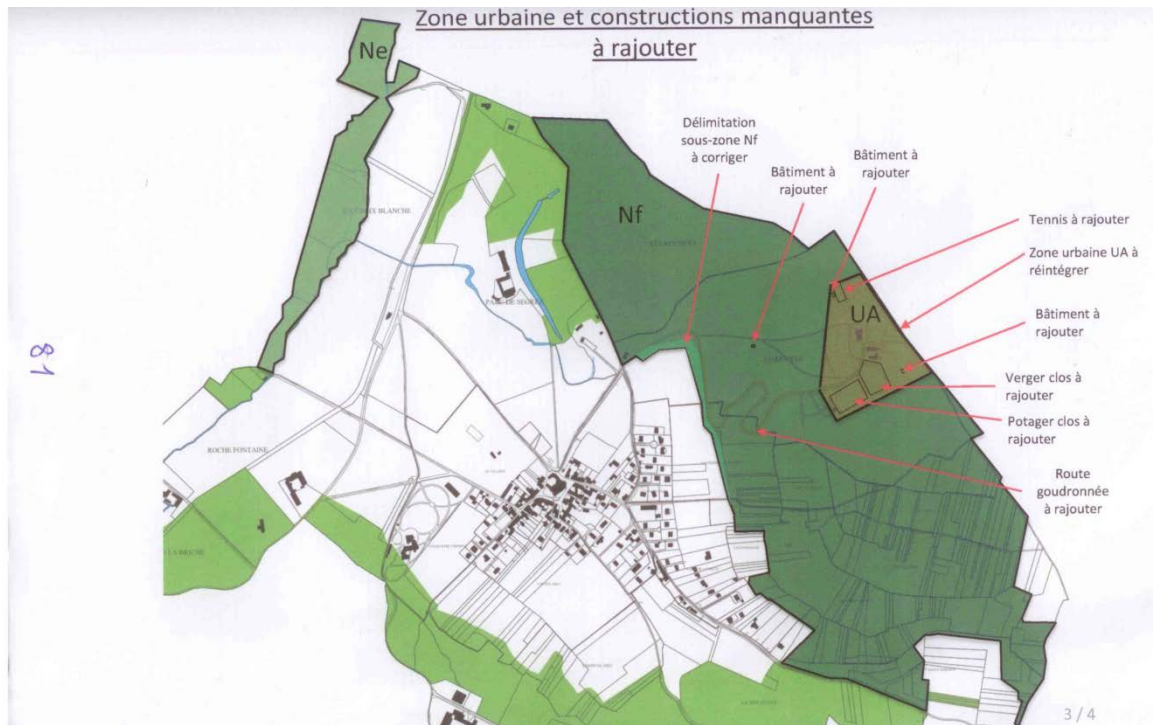 Zone urbaine et constructions manquantes
à rajouter
Ne
Délimitation
sous-zone Nf
à corriger
Bâtiment à
rajouter
Bâtiment à
rajouter
Nf
Tennis à rajouter
Zone urbaine UA à
réintégrer
UA
Bâtiment à
rajouter
Verger clos à
rajouter
Potager clos à
rajouter
Route
goudronnée
à rajouter
ROCHE FONTAINE
81
3 / 4